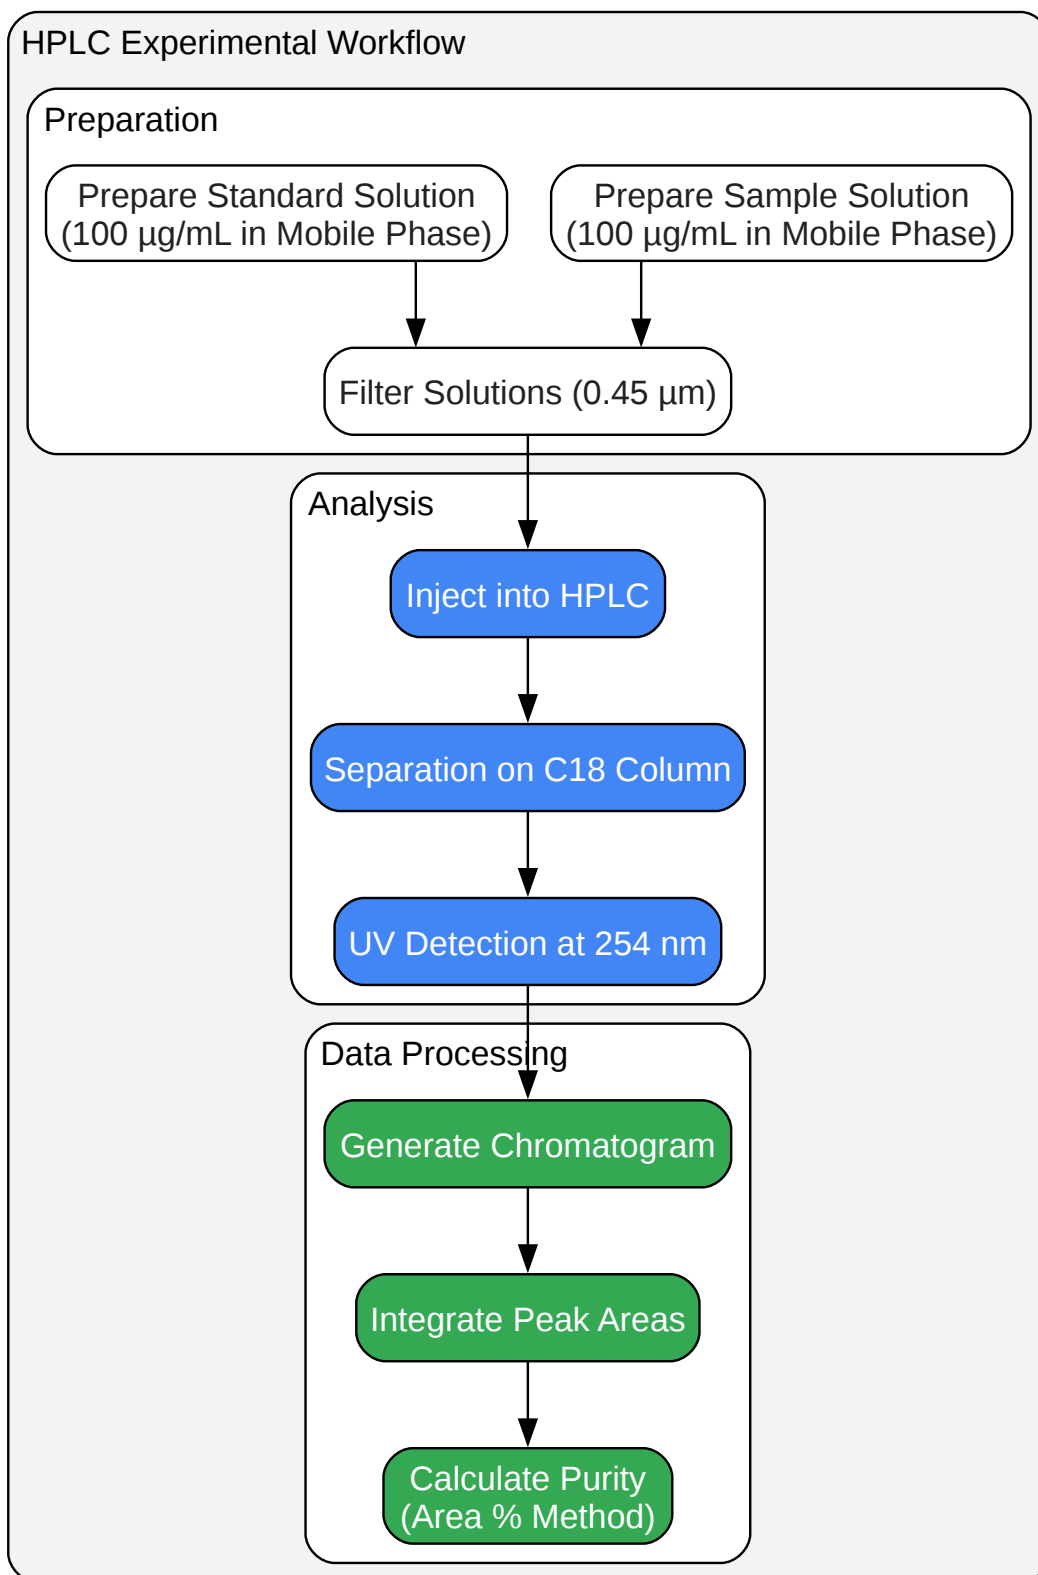 HPLC Experimental Workflow
Preparation
Prepare Standard Solution
(100 µg/mL in Mobile Phase)
Prepare Sample Solution
(100 µg/mL in Mobile Phase)
Filter Solutions (0.45 µm)
Analysis
Inject into HPLC
Separation on C18 Column
UV Detection at 254 nm
Data Processing
Generate Chromatogram
Integrate Peak Areas
Calculate Purity
(Area % Method)